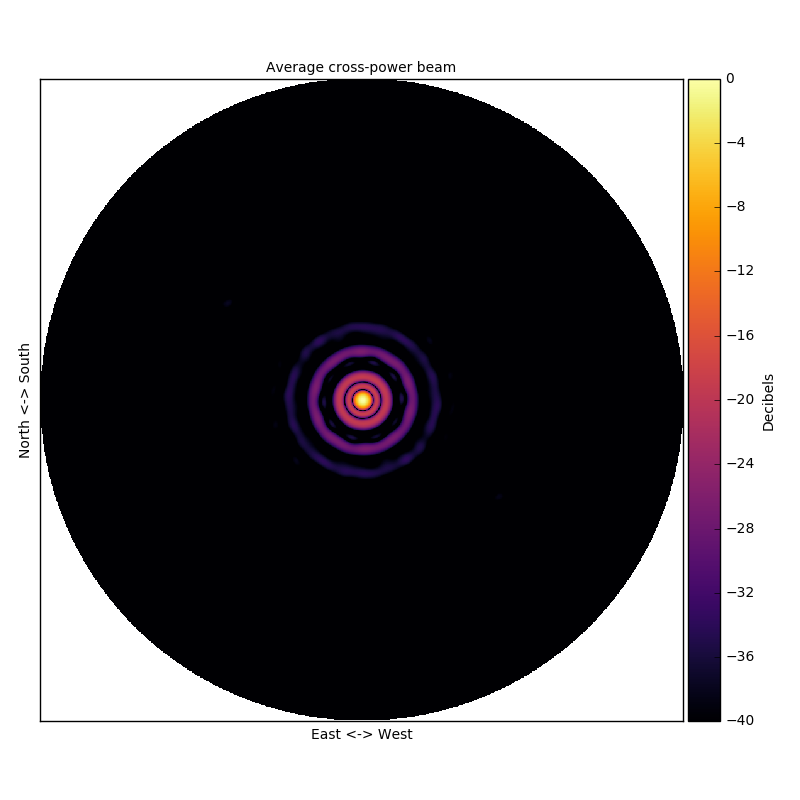 Average cross-power beam
North <-> South
East <-> West
0
−4
−8
−12
−16
−20
−24
−28
−32
−36
−40
Decibels